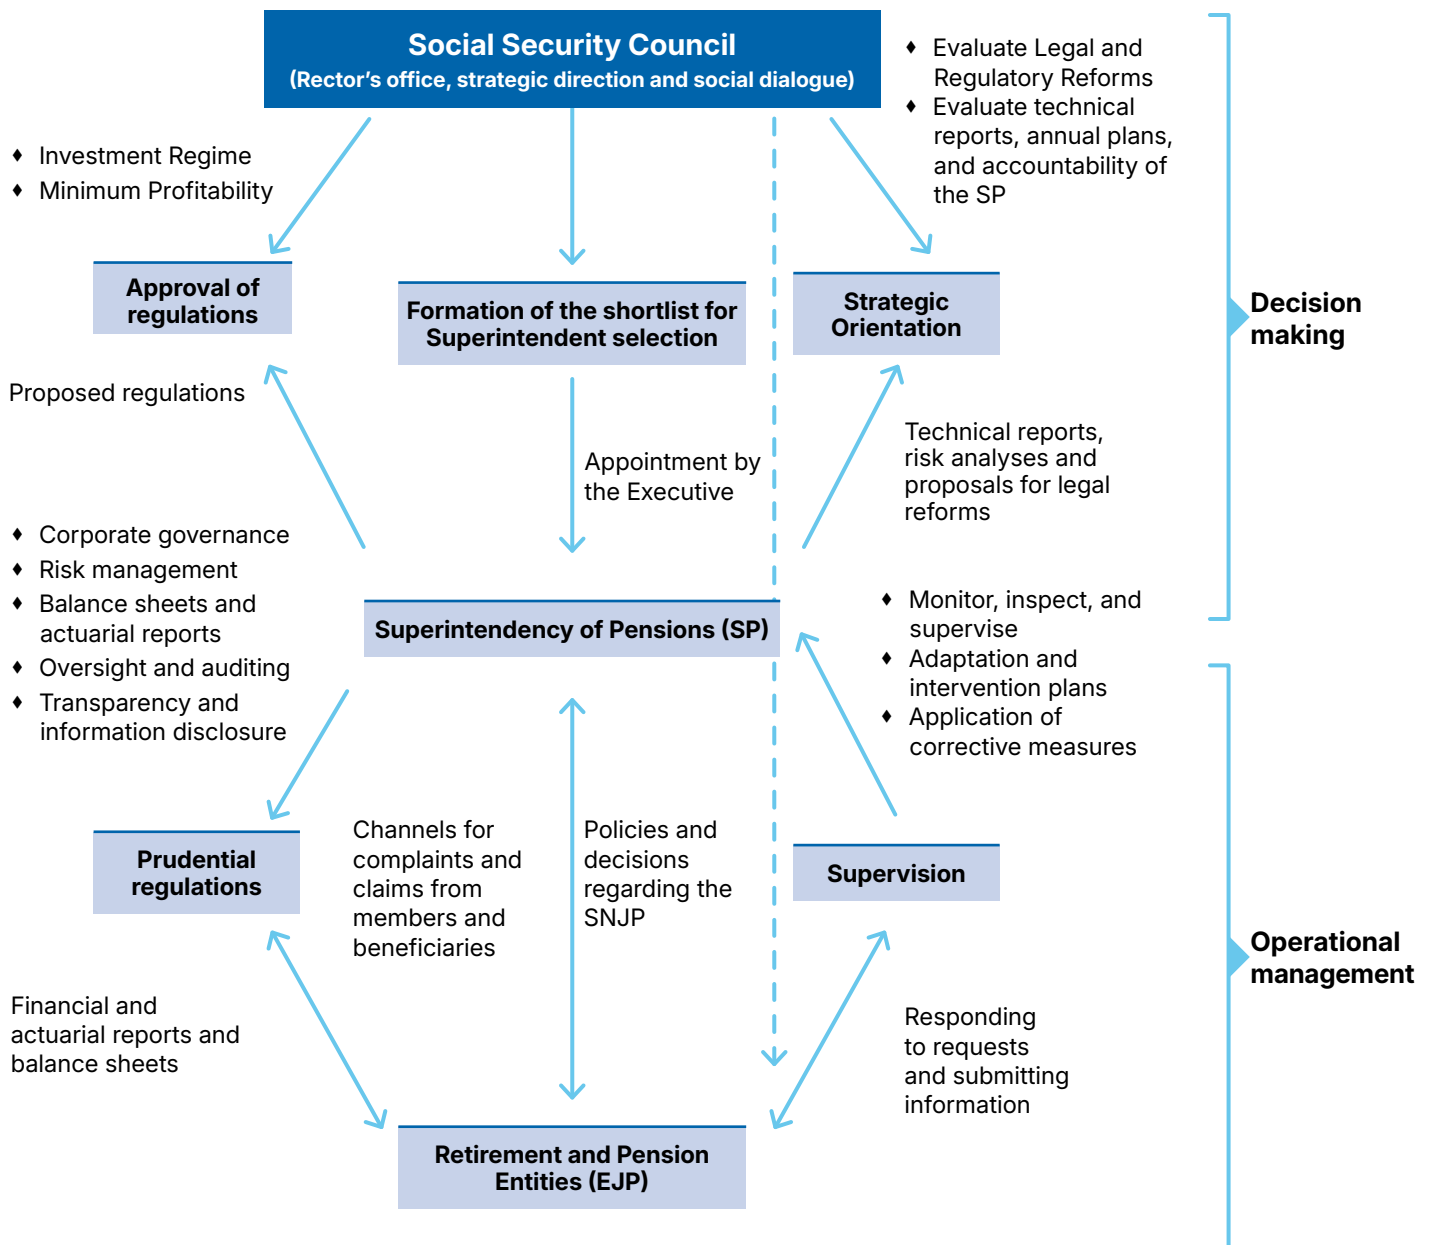 Social Security Council
(Rector’s office, strategic direction and social dialogue)
♦ Evaluate Legal and
Regulatory Reforms
♦ Evaluate technical
reports, annual plans,
and accountability of
the SP
♦ Investment Regime
♦ Minimum Profitability
Approval of
regulations
Formation of the shortlist for
Superintendent selection
Strategic
Orientation
Decision
making
Proposed regulations
Appointment by
the Executive
Technical reports,
risk analyses and
proposals for legal
reforms
♦ Corporate governance
♦ Risk management
♦ Balance sheets and
actuarial reports
♦ Oversight and auditing
♦ Transparency and
information disclosure
Superintendency of Pensions (SP)
♦ Monitor, inspect, and
supervise
♦ Adaptation and
intervention plans
♦ Application of
corrective measures
Prudential
regulations
Channels for
complaints and
claims from
members and
beneficiaries
Policies and
decisions
regarding the
SNJP
Supervision
Operational
management
Financial and
actuarial reports and
balance sheets
Responding
to requests
and submitting
information
Retirement and Pension
Entities (EJP)